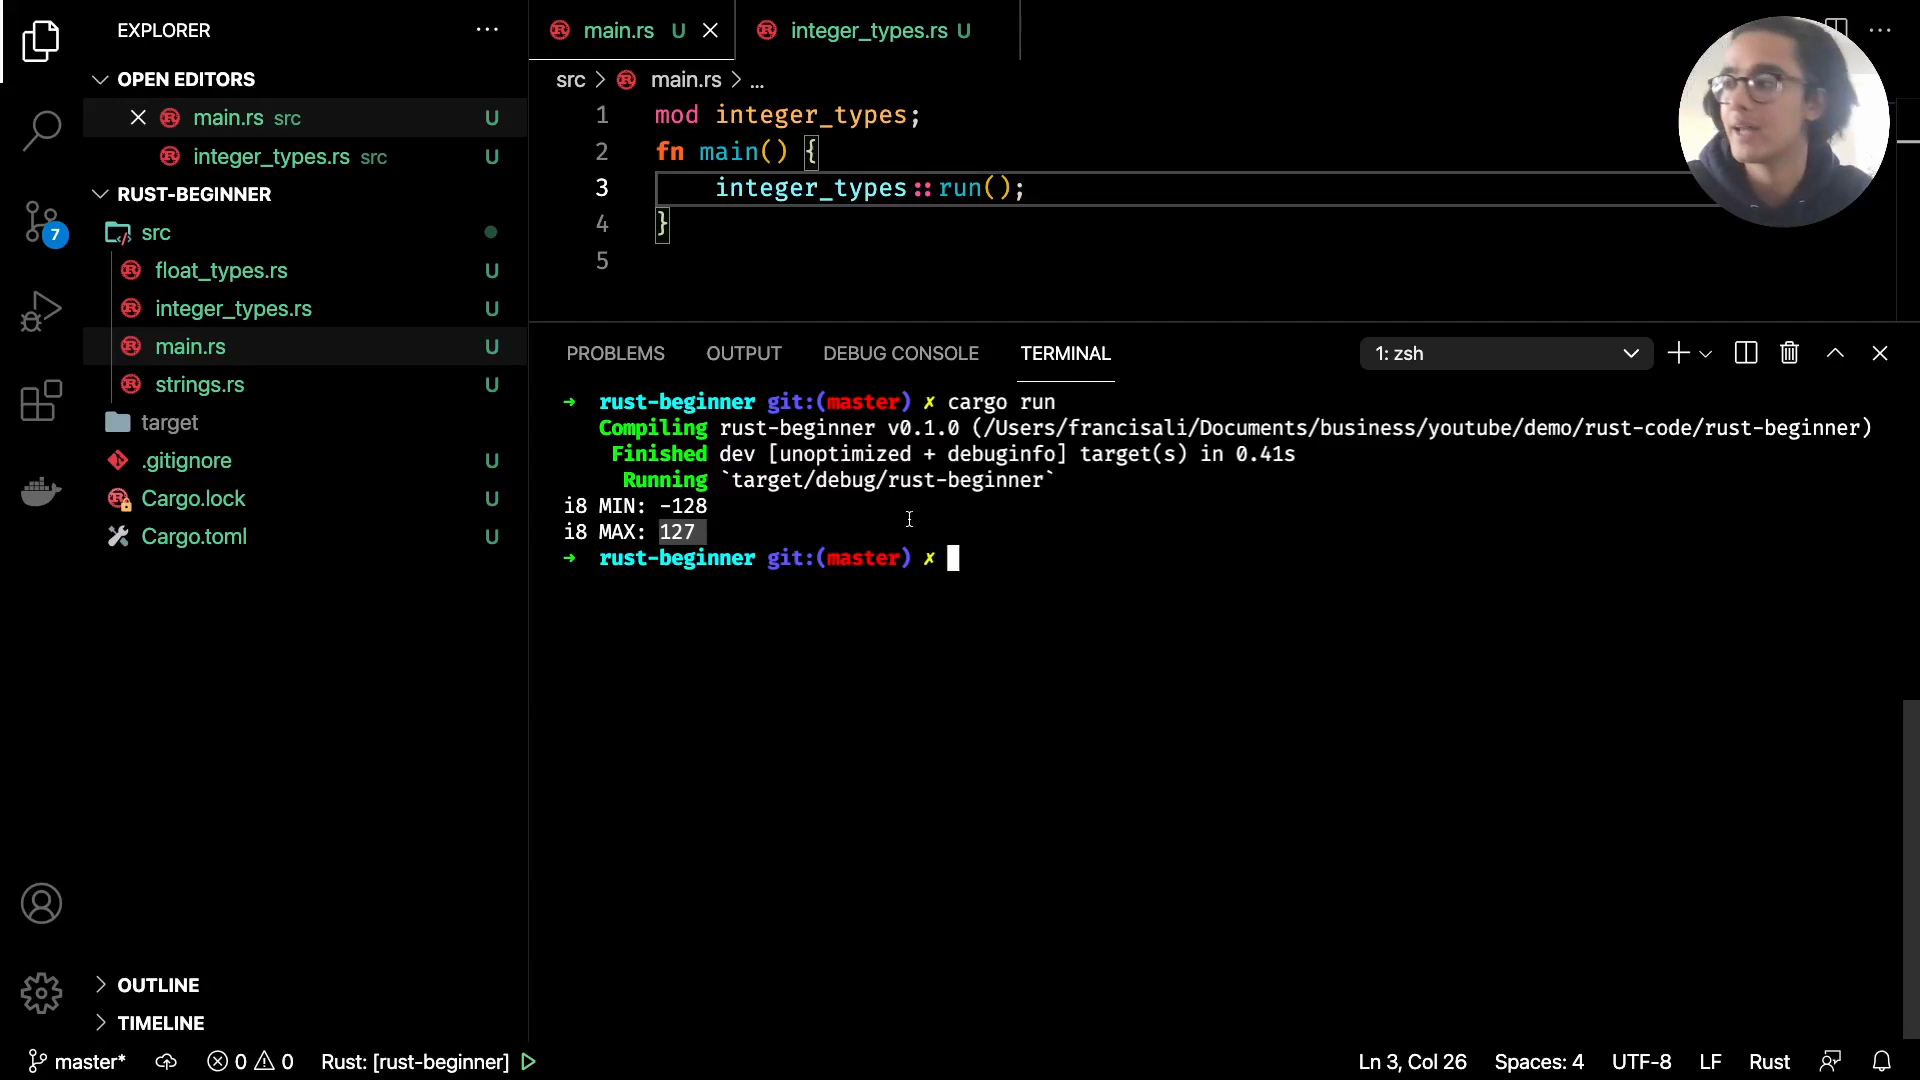 EXPLORER
OPEN EDITORS
main.rs src U
integer_types.rs src U
RUST-BEGINNER
src
float_types.rs U
integer_types.rs U
main.rs U
strings.rs U
target
.gitignore U
Cargo.lock U
Cargo.toml U
OUTLINE
TIMELINE
7
main.rs U
integer_types.rs U
src > main.rs > ...
1 mod integer_types;
2 fn main() {
3 integer_types::run();
4 }
5
PROBLEMS OUTPUT DEBUG CONSOLE TERMINAL 1: zsh
→ rust-beginner git:(master) ✗ cargo run
Compiling rust-beginner v0.1.0 (/Users/francisali/Documents/business/youtube/demo/rust-code/rust-beginner)
Finished dev [unoptimized + debuginfo] target(s) in 0.41s
Running `target/debug/rust-beginner`
i8 MIN: -128
i8 MAX: 127
→ rust-beginner git:(master) ✗
master* 0 0 Rust: [rust-beginner] Ln 3, Col 26 Spaces: 4 UTF-8 LF Rust